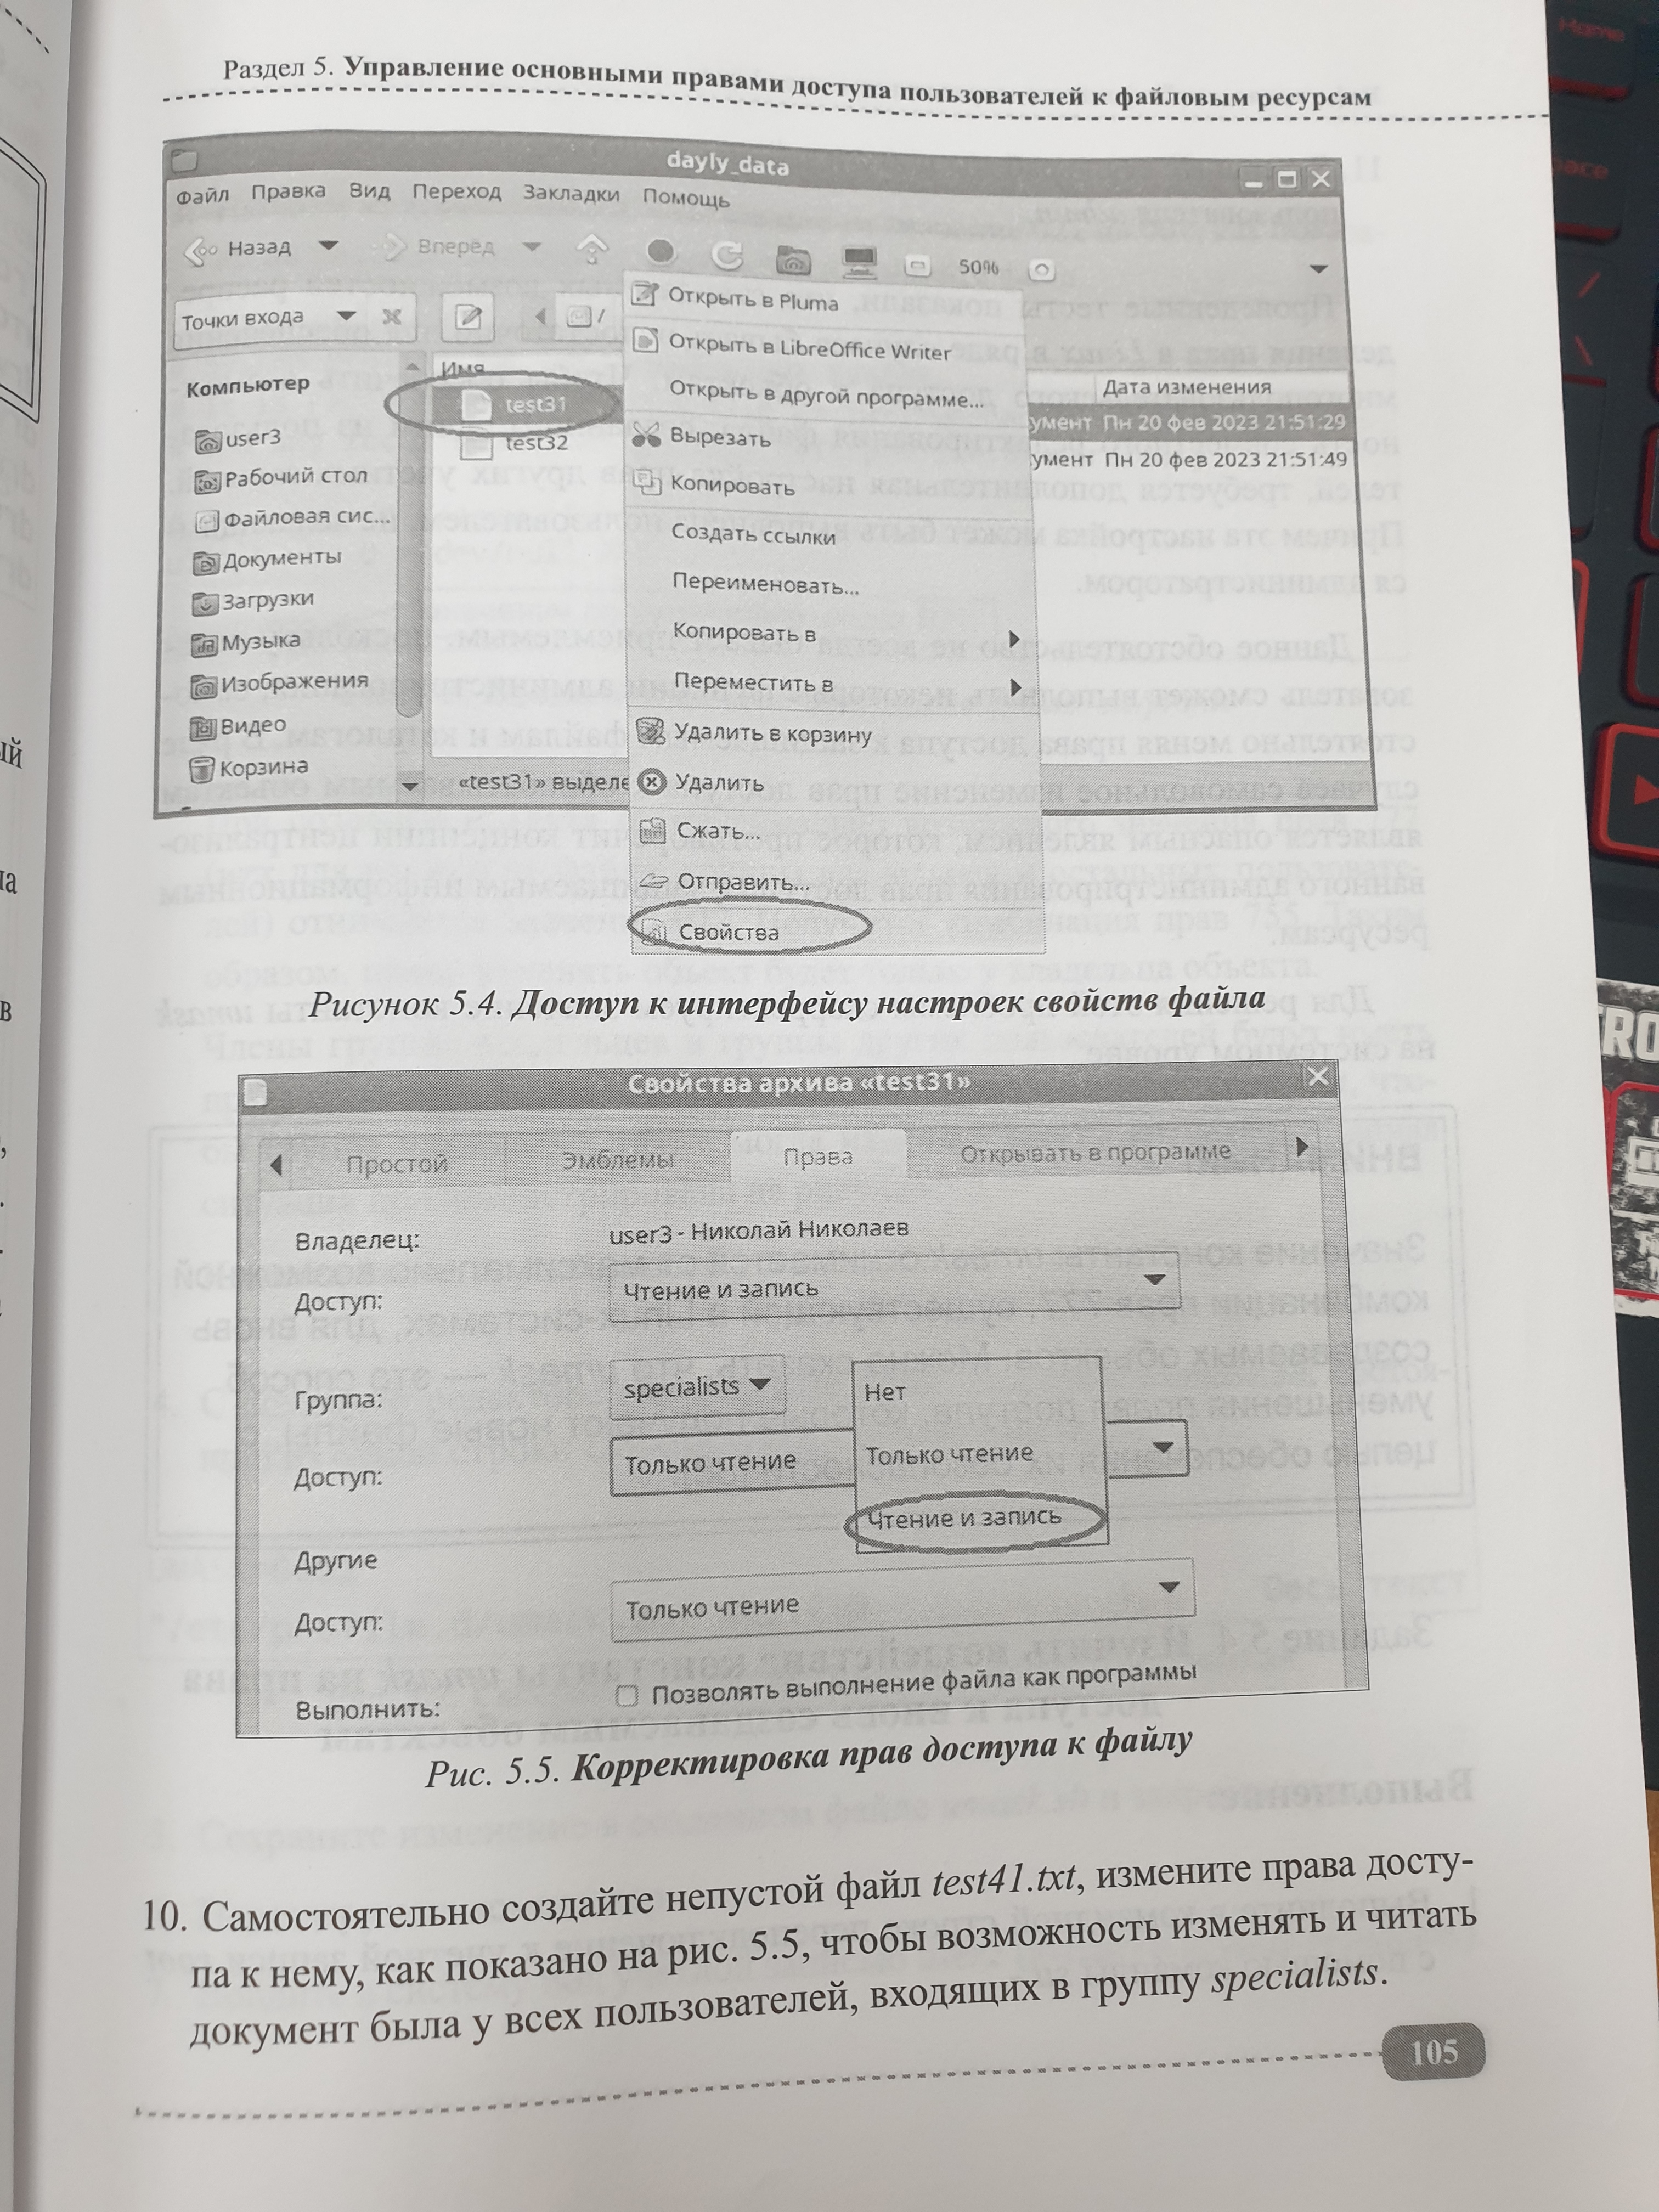 Раздел 5. Управление основными правами доступа пользователей к файловым ресурсам
dayly_data
Файл Правка Вид Переход Закладки Помощь
Назад Вперёд 50%
Точки входа /
Открыть в Pluma
Открыть в LibreOffice Writer
Открыть в другой программе...
Вырезать
Копировать
Создать ссылки
Переименовать...
Копировать в
Переместить в
Удалить в корзину
Удалить
Сжать...
Отправить...
Свойства
Компьютер
user3
Рабочий стол
Файловая сис...
Документы
Загрузки
Музыка
Изображения
Видео
Корзина
Имя Дата изменения
test31 умент Пн 20 фев 2023 21:51:29
test32 умент Пн 20 фев 2023 21:51:49
«test31» выделе
Рисунок 5.4. Доступ к интерфейсу настроек свойств файла
Свойства архива «test31»
Простой Эмблемы Права Открывать в программе
Владелец: user3 - Николай Николаев
Доступ: Чтение и запись
Группа: specialists
Доступ: Только чтение
Нет
Только чтение
Чтение и запись
Другие
Доступ: Только чтение
Выполнить: Позволять выполнение файла как программы
Рис. 5.5. Корректировка прав доступа к файлу
10. Самостоятельно создайте непустой файл test41.txt, измените права досту-
па к нему, как показано на рис. 5.5, чтобы возможность изменять и читать
документ была у всех пользователей, входящих в группу specialists.
105
Home